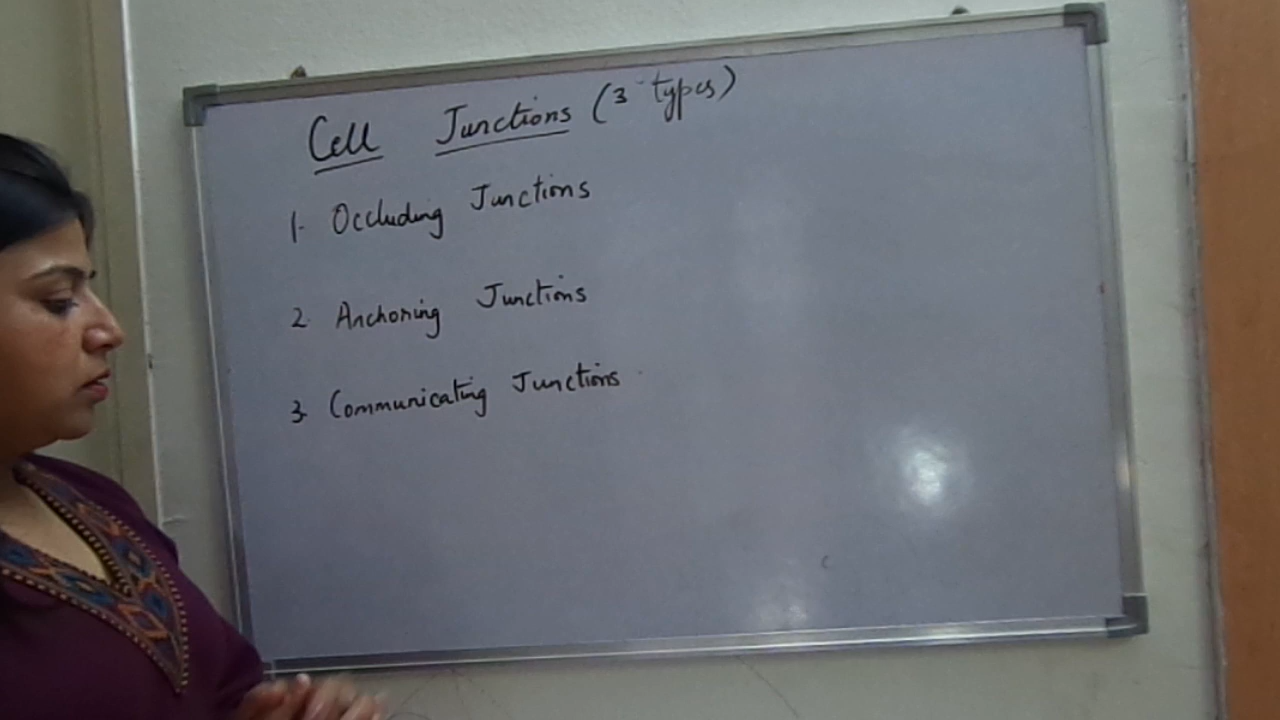 Cell Junctions (3 types)
1. Occluding Junctions
2. Anchoring Junctions
3. Communicating Junctions